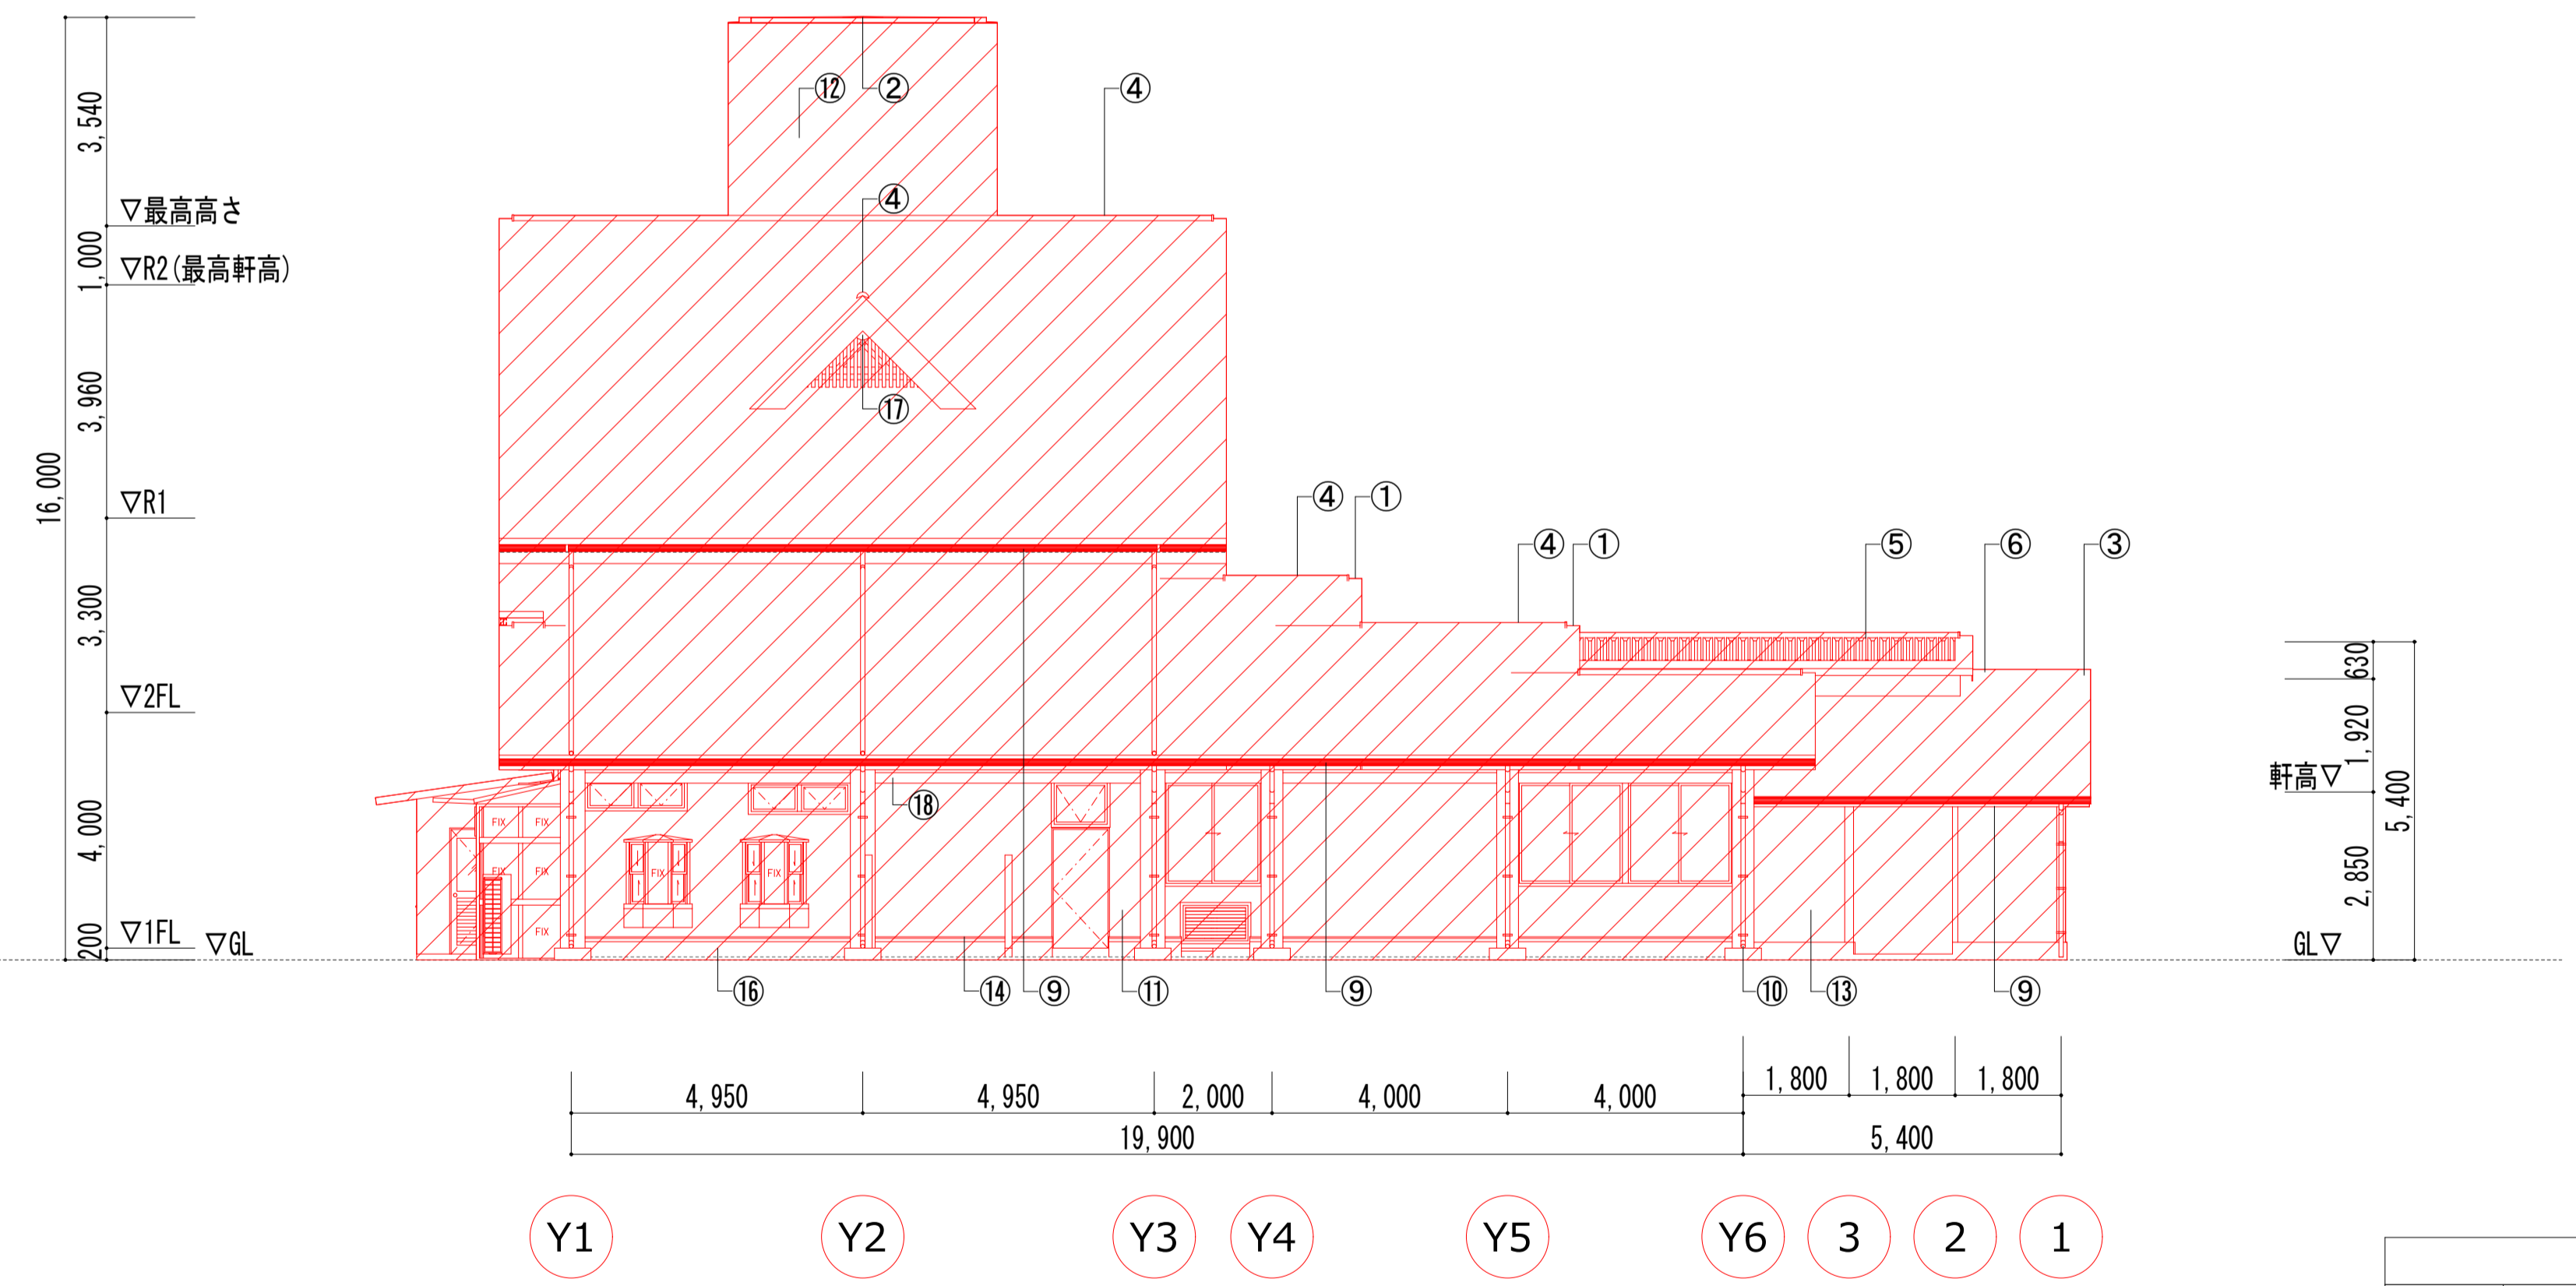 ⑫
②
④
3,540
④
▽最高高さ
1,000
▽R2(最高軒高)
3,960
⑰
16,000
▽R1
④
①
④
①
⑤
⑥
③
3,300
630
▽2FL
1,920
軒高▽
5,400
4,000
⑱
FIX
FIX
FIX
FIX
FIX
FIX
FIX
2,850
200
▽1FL
▽GL
GL▽
⑯
⑭
⑨
⑪
⑨
⑩
⑬
⑨
4,950
4,950
2,000
4,000
4,000
1,800
1,800
1,800
19,900
5,400
Y1
Y2
Y3
Y4
Y5
Y6
3
2
1